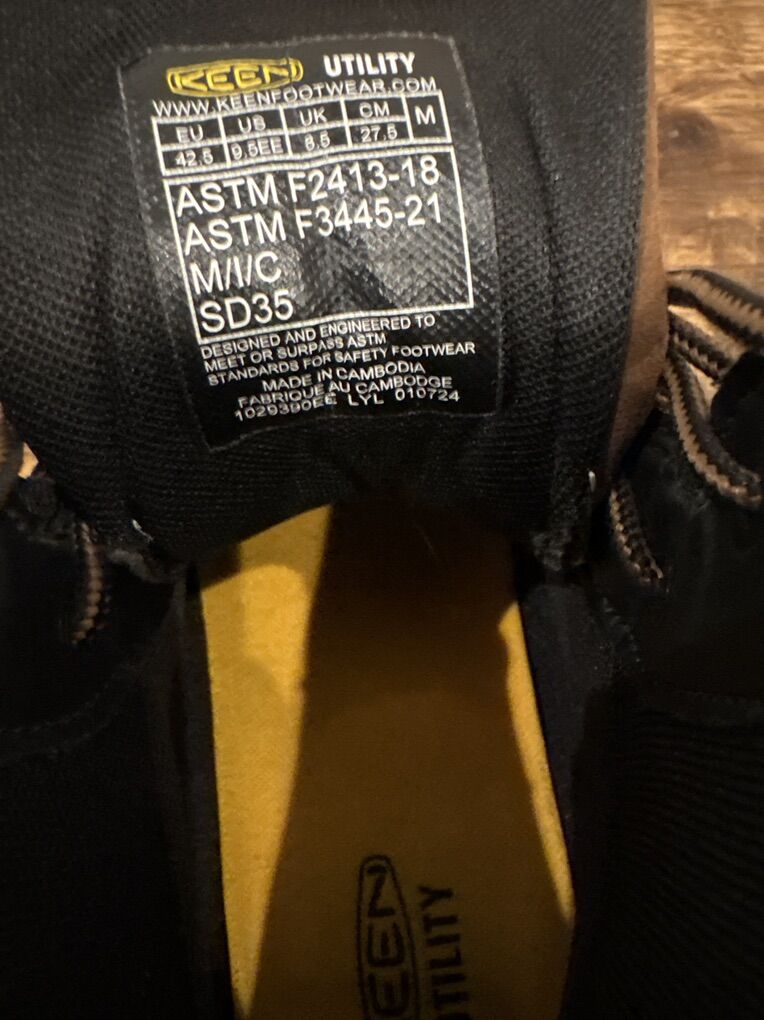 KEEN UTILITY
WWW.KEENFOOTWEAR.COM
EU US UK CM M
42.5 9.5EE 8.5 27.5
ASTM F2413-18
ASTM F3445-21
M/I/C
SD35
DESIGNED AND ENGINEERED TO
MEET OR SURPASS ASTM
STANDARDS FOR SAFETY FOOTWEAR
MADE IN CAMBODIA
FABRIQUE AU CAMBODGE
1029390EE LYL 010724
KEEN
UTILITY